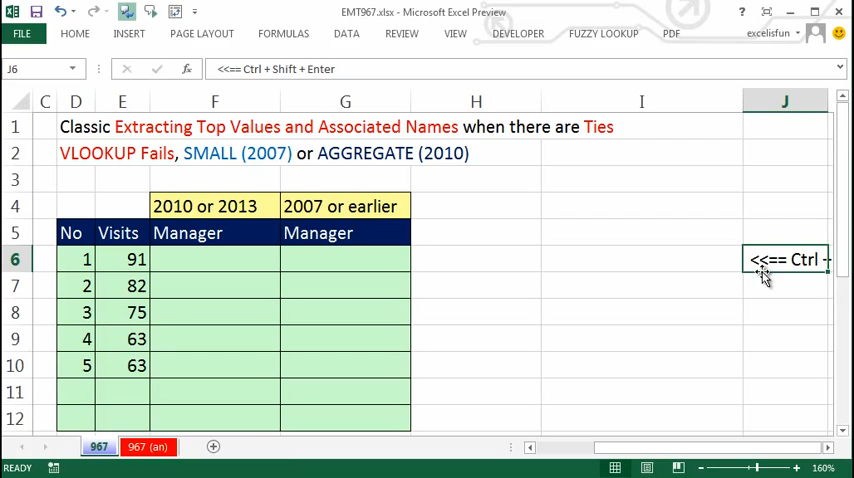 EMT967.xlsx - Microsoft Excel Preview
FILE HOME INSERT PAGE LAYOUT FORMULAS DATA REVIEW VIEW DEVELOPER FUZZY LOOKUP PDF excelisfun
J6 fx <<== Ctrl + Shift + Enter
C D E F G H I J
1 Classic Extracting Top Values and Associated Names when there are Ties
2 VLOOKUP Fails, SMALL (2007) or AGGREGATE (2010)
3
4 2010 or 2013 2007 or earlier
5 No Visits Manager Manager
6 1 91 <<== Ctrl +
7 2 82
8 3 75
9 4 63
10 5 63
11
12
967 967 (an)
READY 160%